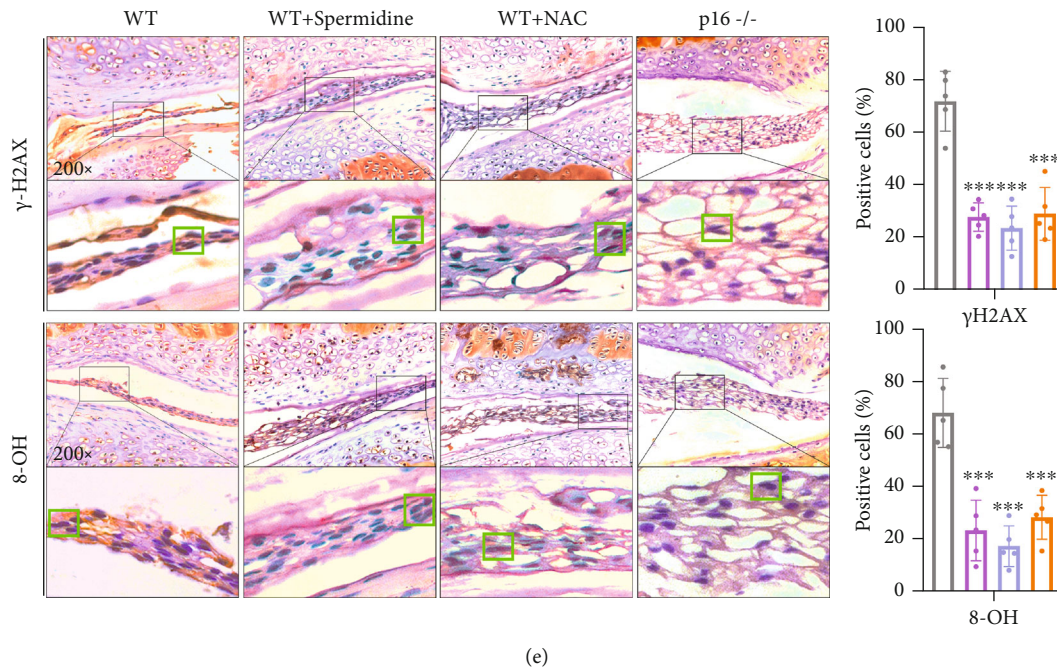 WT WT+Spermidine WT+NAC p16 -/-
γ-H2AX
200×
8-OH
200×
Positive cells (%)
100
80
60
40
20
0
*** *** ***
γH2AX
Positive cells (%)
100
80
60
40
20
0
*** *** ***
8-OH
(e)